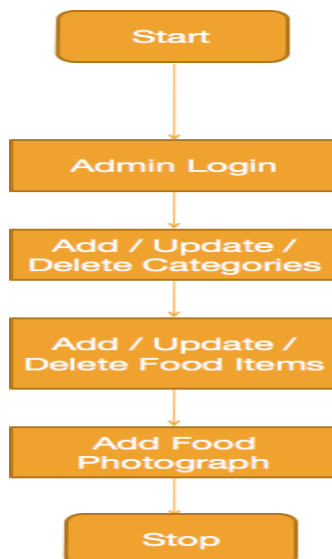 Start
Admin Login
Add / Update /
Delete Categories
Add / Update /
Delete Food Items
Add Food
Photograph
Stop